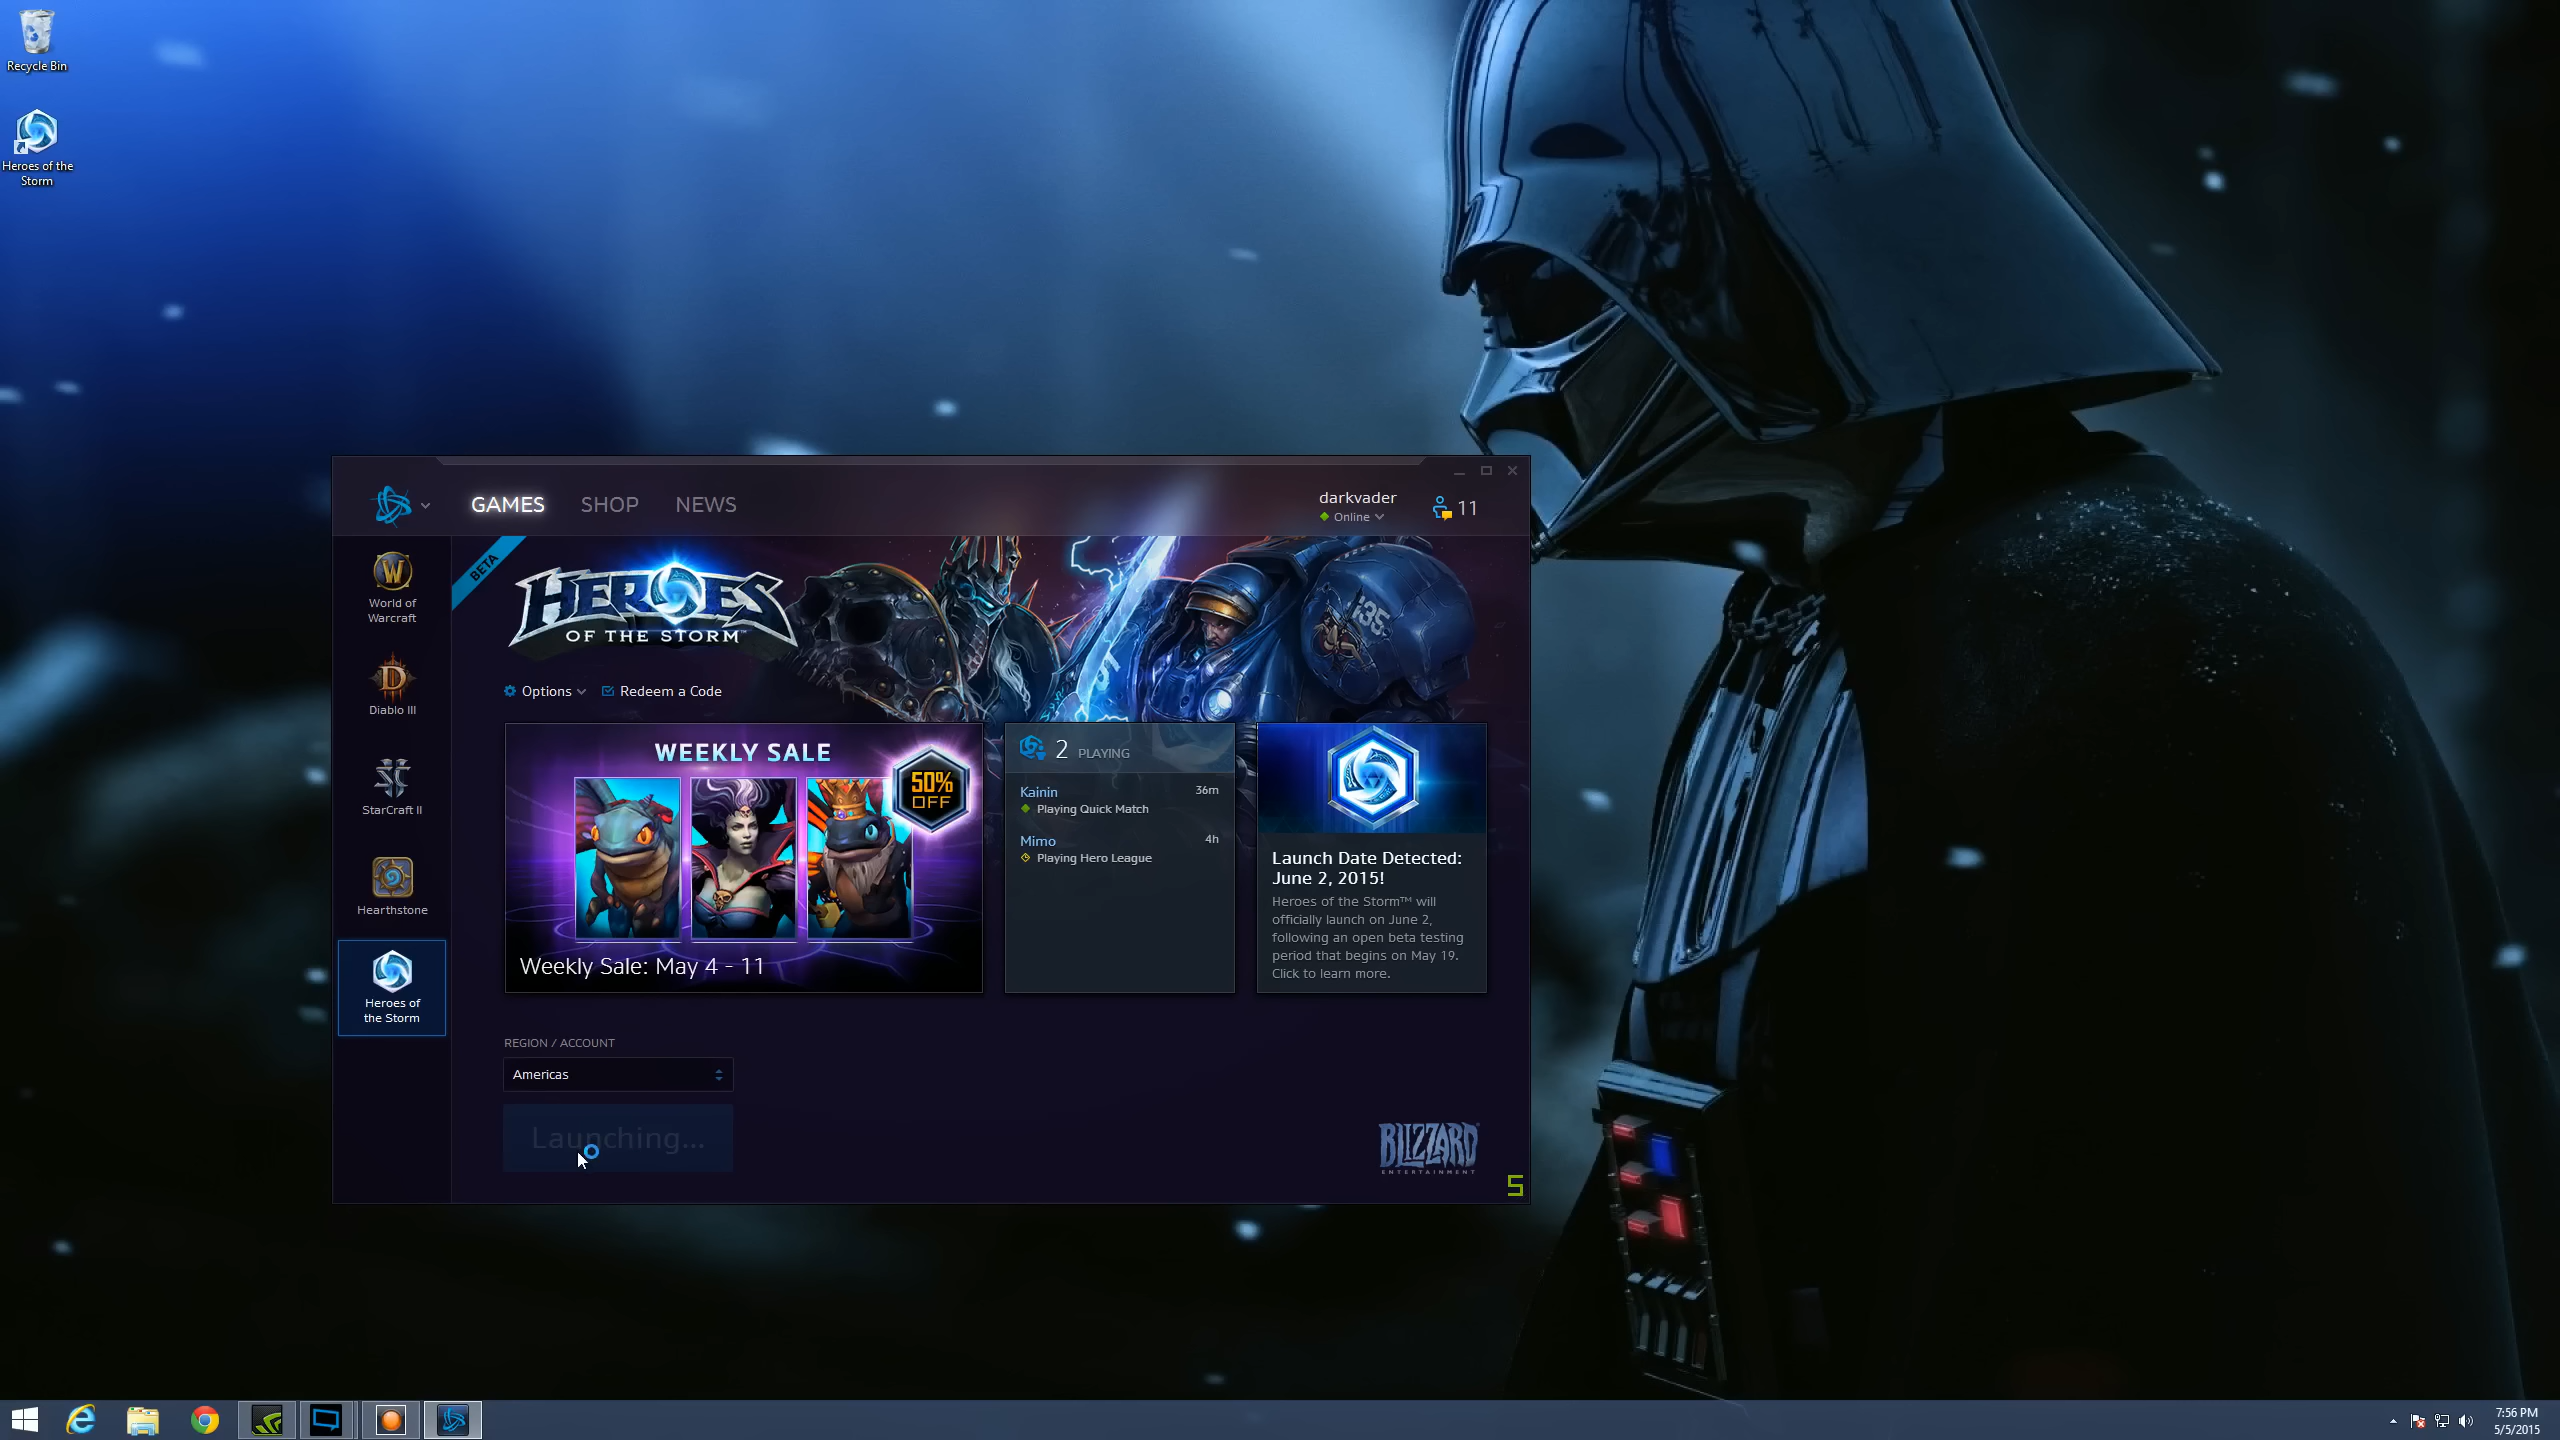 Recycle Bin
Heroes of the
Storm
GAMES
SHOP
NEWS
darkvader
Online
11
World of
Warcraft
Diablo III
StarCraft II
Hearthstone
Heroes of
the Storm
BETA
HEROES
OF THE STORM™
635
Options
Redeem a Code
WEEKLY SALE
50%
OFF
Weekly Sale: May 4 - 11
2 PLAYING
Kainin
36m
Playing Quick Match
Mimo
4h
Playing Hero League
Launch Date Detected:
June 2, 2015!
Heroes of the Storm™ will
officially launch on June 2,
following an open beta testing
period that begins on May 19.
Click to learn more.
REGION / ACCOUNT
Americas
Launching...
BLIZZARD
ENTERTAINMENT
5
7:56 PM
5/5/2015